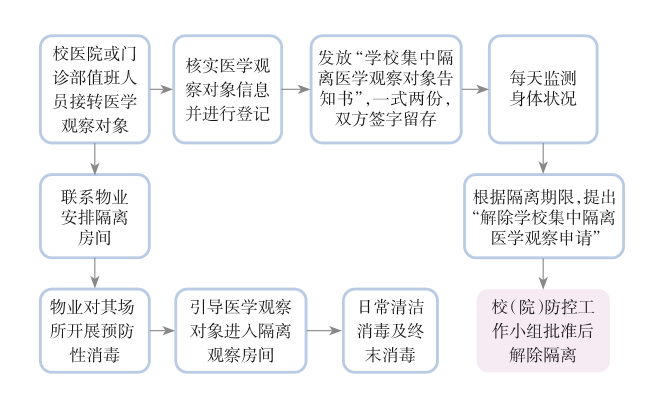 校医院或门
诊部值班人
员接转医学
观察对象
核实医学观
察对象信息
并进行登记
发放“学校集中隔
离医学观察对象告
知书”,一式两份,
双方签字留存
每天监测
身体状况
联系物业
安排隔离
房间
根据隔离期限,提出
“解除学校集中隔离
医学观察申请”
物业对其场
所开展预防
性消毒
引导医学观察
对象进入隔离
观察房间
日常清洁
消毒及终
末消毒
校(院)防控工
作小组批准后
解除隔离